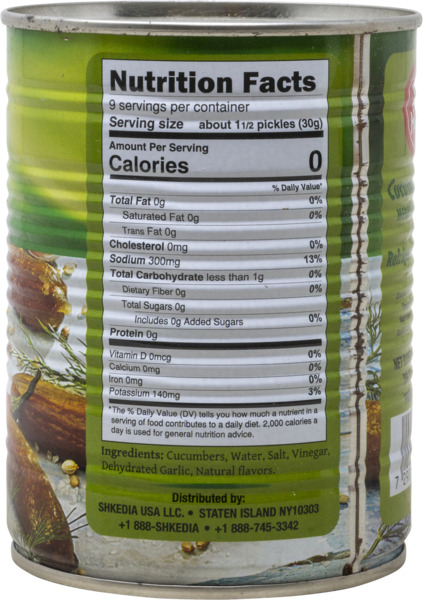 Nutrition Facts
9 servings per container
Serving size about 1 1/2 pickles (30g)
Amount Per Serving
Calories 0
% Daily Value*
Total Fat 0g 0%
Saturated Fat 0g 0%
Trans Fat 0g
Cholesterol 0mg 0%
Sodium 300mg 13%
Total Carbohydrate less than 1g 0%
Dietary Fiber 0g 0%
Total Sugars 0g
Includes 0g Added Sugars 0%
Protein 0g
Vitamin D 0mcg 0%
Calcium 0mg 0%
Iron 0mg 0%
Potassium 140mg 3%
*The % Daily Value (DV) tells you how much a nutrient in a
serving of food contributes to a daily diet. 2,000 calories a
day is used for general nutrition advice.
Ingredients: Cucumbers, Water, Salt, Vinegar,
Dehydrated Garlic, Natural flavors.
Distributed by:
SHKEDIA USA LLC. • STATEN ISLAND NY10303
+1 888-SHKEDIA • +1 888-745-3342